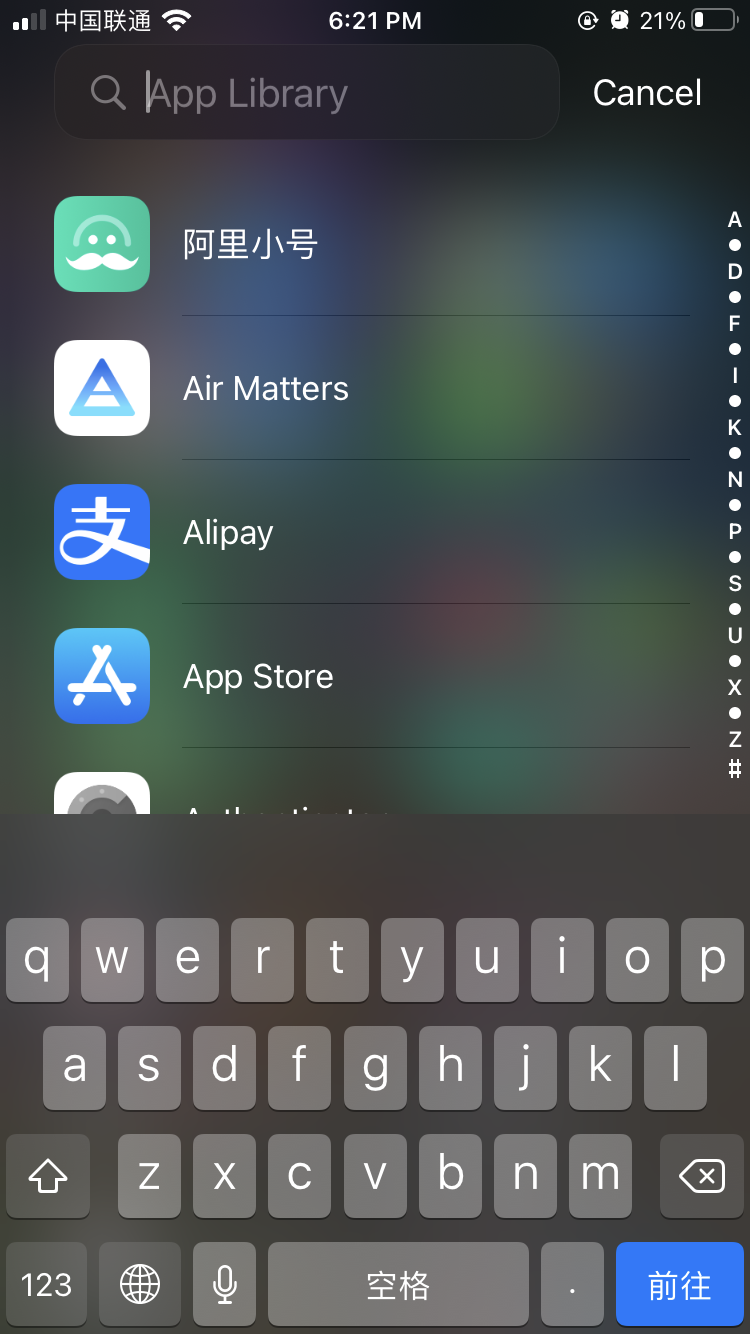 中国联通 6:21 PM 21%
App Library Cancel
阿里小号
Air Matters
支 Alipay
App Store
A
D
F
I
K
N
P
S
U
X
Z
#
q w e r t y u i o p
a s d f g h j k l
z x c v b n m
123 空格 . 前往